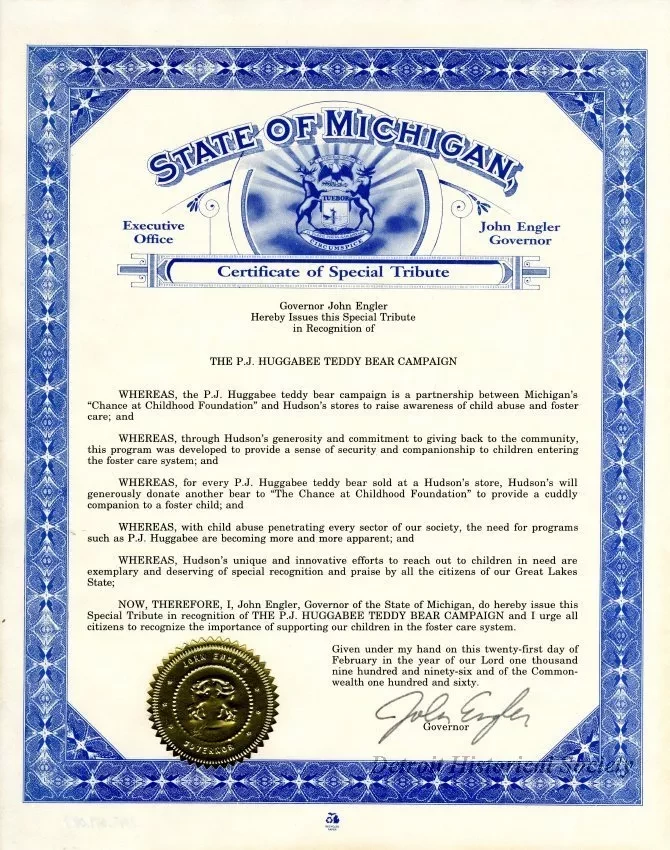 STATE OF MICHIGAN,
Executive
Office
TUEBOR
CIRCUMSPICE
John Engler
Governor
Certificate of Special Tribute
Governor John Engler
Hereby Issues this Special Tribute
in Recognition of
THE P.J. HUGGABEE TEDDY BEAR CAMPAIGN
WHEREAS, the P.J. Huggabee teddy bear campaign is a partnership between Michigan's
“Chance at Childhood Foundation” and Hudson's stores to raise awareness of child abuse and foster
care; and
WHEREAS, through Hudson's generosity and commitment to giving back to the community,
this program was developed to provide a sense of security and companionship to children entering
the foster care system; and
WHEREAS, for every P.J. Huggabee teddy bear sold at a Hudson's store, Hudson's will
generously donate another bear to “The Chance at Childhood Foundation” to provide a cuddly
companion to a foster child; and
WHEREAS, with child abuse penetrating every sector of our society, the need for programs
such as P.J. Huggabee are becoming more and more apparent; and
WHEREAS, Hudson's unique and innovative efforts to reach out to children in need are
exemplary and deserving of special recognition and praise by all the citizens of our Great Lakes
State;
NOW, THEREFORE, I, John Engler, Governor of the State of Michigan, do hereby issue this
Special Tribute in recognition of THE P.J. HUGGABEE TEDDY BEAR CAMPAIGN and I urge all
citizens to recognize the importance of supporting our children in the foster care system.
Given under my hand on this twenty-first day of
February in the year of our Lord one thousand
nine hundred and ninety-six and of the Common-
wealth one hundred and sixty.
JOHN ENGLER
GOVERNOR
John Engler
Governor
Detroit Historical Society
RECYCLED
PAPER